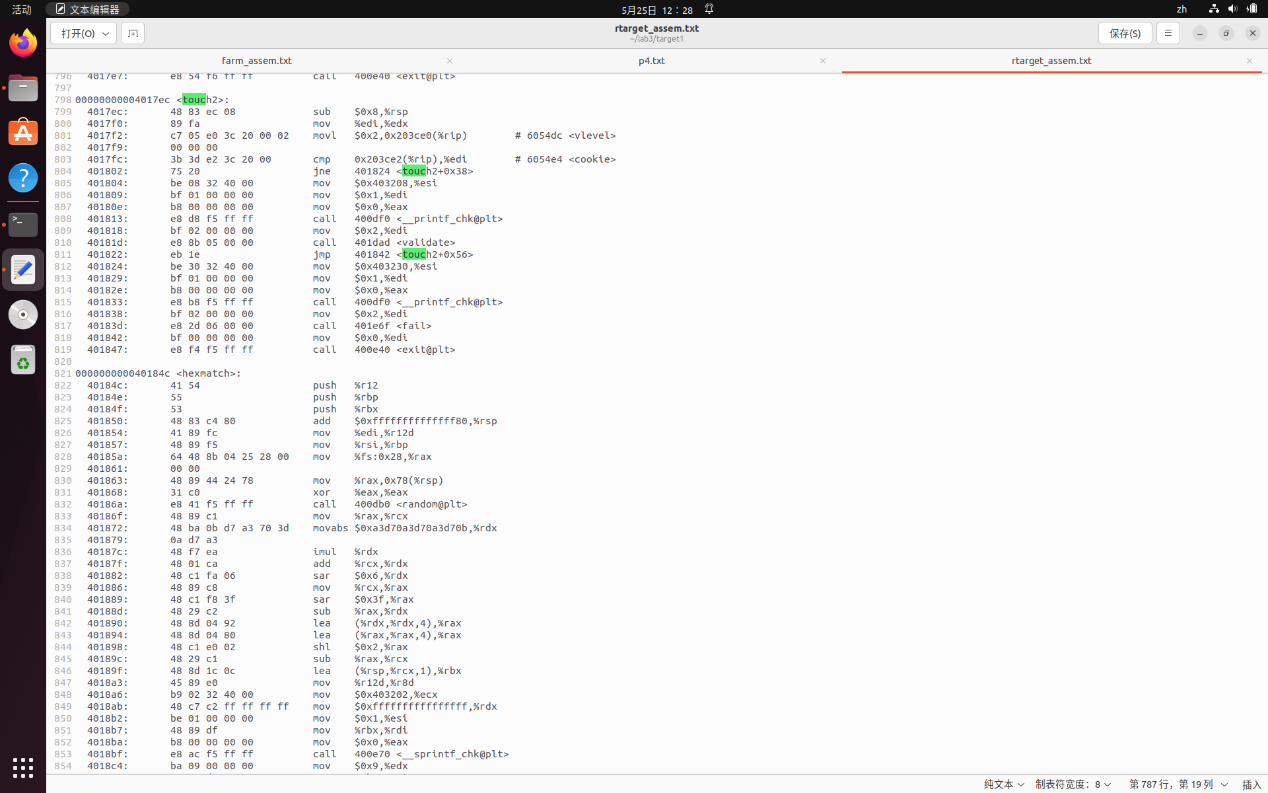 活动 文本编辑器 5月25日 12：28 zh
打开(O) rtarget_assem.txt 保存(S)
~/lab3/target1
farm_assem.txt p4.txt rtarget_assem.txt
796 4017e7: e8 54 f6 ff ff call 400e40 <exit@plt>
797
798 00000000004017ec <touch2>:
799 4017ec: 48 83 ec 08 sub $0x8,%rsp
800 4017f0: 89 fa mov %edi,%edx
801 4017f2: c7 05 e0 3c 20 00 02 movl $0x2,0x203ce0(%rip) # 6054dc <vlevel>
802 4017f9: 00 00 00
803 4017fc: 3b 3d e2 3c 20 00 cmp 0x203ce2(%rip),%edi # 6054e4 <cookie>
804 401802: 75 20 jne 401824 <touch2+0x38>
805 401804: be 08 32 40 00 mov $0x403208,%esi
806 401809: bf 01 00 00 00 mov $0x1,%edi
807 40180e: b8 00 00 00 00 mov $0x0,%eax
808 401813: e8 d8 f5 ff ff call 400df0 <__printf_chk@plt>
809 401818: bf 02 00 00 00 mov $0x2,%edi
810 40181d: e8 8b 05 00 00 call 401dad <validate>
811 401822: eb 1e jmp 401842 <touch2+0x56>
812 401824: be 30 32 40 00 mov $0x403230,%esi
813 401829: bf 01 00 00 00 mov $0x1,%edi
814 40182e: b8 00 00 00 00 mov $0x0,%eax
815 401833: e8 b8 f5 ff ff call 400df0 <__printf_chk@plt>
816 401838: bf 02 00 00 00 mov $0x2,%edi
817 40183d: e8 2d 06 00 00 call 401e6f <fail>
818 401842: bf 00 00 00 00 mov $0x0,%edi
819 401847: e8 f4 f5 ff ff call 400e40 <exit@plt>
820
821 000000000040184c <hexmatch>:
822 40184c: 41 54 push %r12
823 40184e: 55 push %rbp
824 40184f: 53 push %rbx
825 401850: 48 83 c4 80 add $0xffffffffffffff80,%rsp
826 401854: 41 89 fc mov %edi,%r12d
827 401857: 48 89 f5 mov %rsi,%rbp
828 40185a: 64 48 8b 04 25 28 00 mov %fs:0x28,%rax
829 401861: 00 00
830 401863: 48 89 44 24 78 mov %rax,0x78(%rsp)
831 401868: 31 c0 xor %eax,%eax
832 40186a: e8 41 f5 ff ff call 400db0 <random@plt>
833 40186f: 48 89 c1 mov %rax,%rcx
834 401872: 48 ba 0b d7 a3 70 3d movabs $0xa3d70a3d70a3d70b,%rdx
835 401879: 0a d7 a3
836 40187c: 48 f7 ea imul %rdx
837 40187f: 48 01 ca add %rcx,%rdx
838 401882: 48 c1 fa 06 sar $0x6,%rdx
839 401886: 48 89 c8 mov %rcx,%rax
840 401889: 48 c1 f8 3f sar $0x3f,%rax
841 40188d: 48 29 c2 sub %rax,%rdx
842 401890: 48 8d 04 92 lea (%rdx,%rdx,4),%rax
843 401894: 48 8d 04 80 lea (%rax,%rax,4),%rax
844 401898: 48 c1 e0 02 shl $0x2,%rax
845 40189c: 48 29 c1 sub %rax,%rcx
846 40189f: 48 8d 1c 0c lea (%rsp,%rcx,1),%rbx
847 4018a3: 45 89 e0 mov %r12d,%r8d
848 4018a6: b9 02 32 40 00 mov $0x403202,%ecx
849 4018ab: 48 c7 c2 ff ff ff ff mov $0xffffffffffffffff,%rdx
850 4018b2: be 01 00 00 00 mov $0x1,%esi
851 4018b7: 48 89 df mov %rbx,%rdi
852 4018ba: b8 00 00 00 00 mov $0x0,%eax
853 4018bf: e8 ac f5 ff ff call 400e70 <__sprintf_chk@plt>
854 4018c4: ba 09 00 00 00 mov $0x9,%edx
纯文本 制表符宽度：8 第 787 行，第 19 列 插入